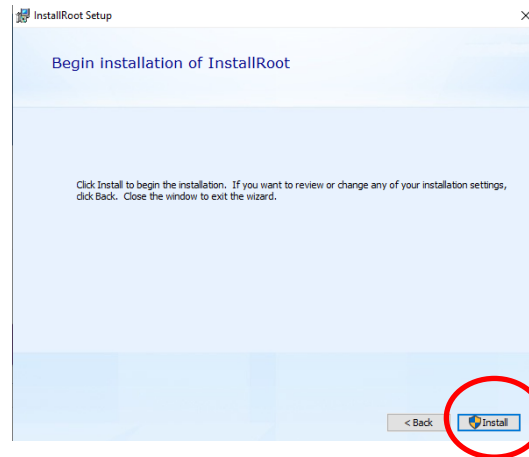 InstallRoot Setup
Begin installation of InstallRoot
Click Install to begin the installation. If you want to review or change any of your installation settings,
click Back. Close the window to exit the wizard.
< Back Install